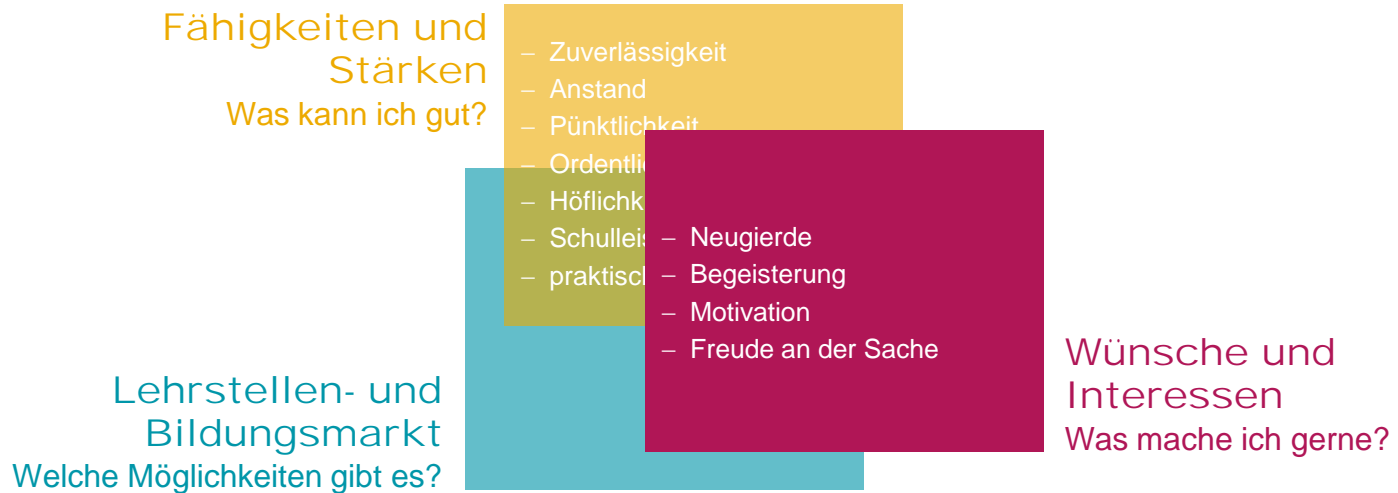 Fähigkeiten und
Stärken
Was kann ich gut?
– Zuverlässigkeit
– Anstand
– Pünktlichkeit
– Neugierde
– Begeisterung
– Motivation
– Freude an der Sache
Wünsche und
Interessen
Was mache ich gerne?
Lehrstellen- und
Bildungsmarkt
Welche Möglichkeiten gibt es?